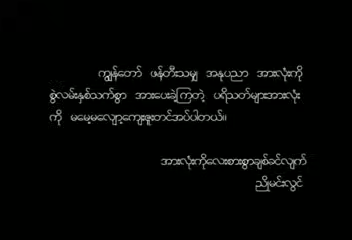 ကျွန်တော် ဖန်တီးသမျှ အနုပညာ အားလုံးကို
စွဲလမ်းနှစ်သက်စွာ အားပေးခဲ့ကြတဲ့ ပရိသတ်များအားလုံး
ကို မမေ့မလျော့ကျေးဇူးတင်အပ်ပါတယ်။
အားလုံးကိုလေးစားစွာချစ်ခင်လျက်
ညိုမင်းလွင်